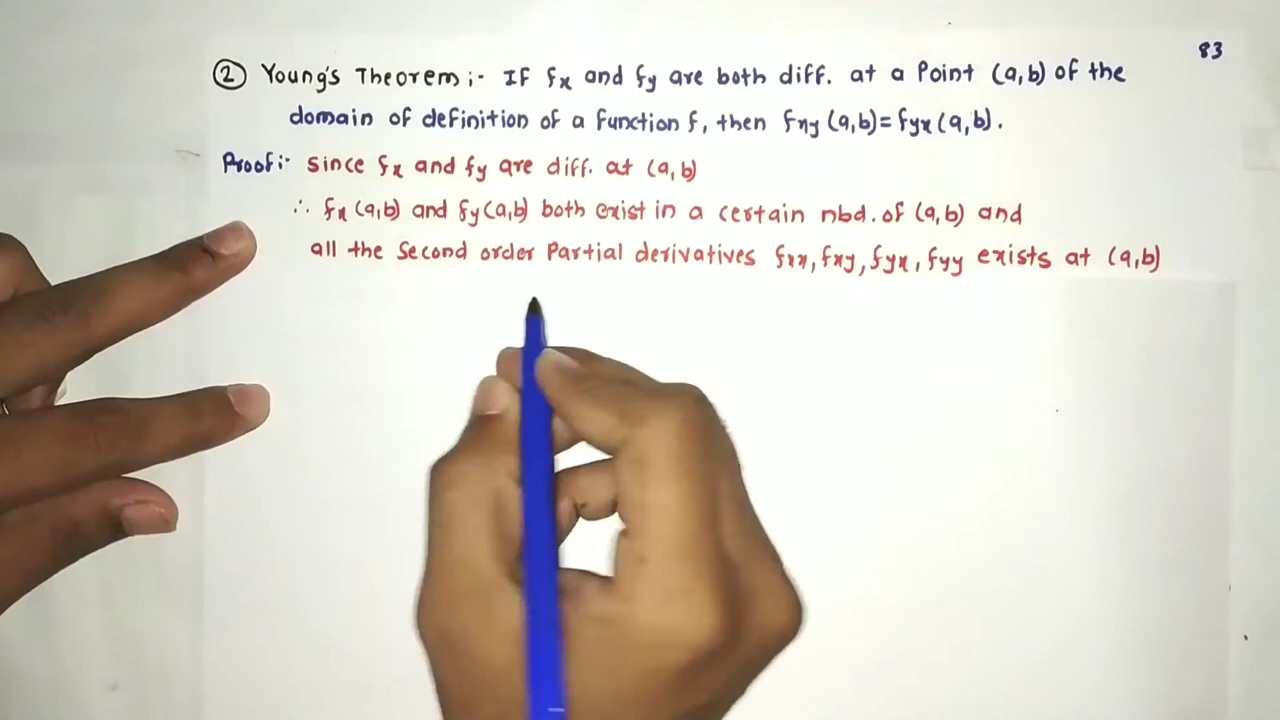 83
② Young's Theorem :- IF fx and fy are both diff. at a Point (a,b) of the
domain of definition of a function f, then fxy (a,b) = fyx (a,b).
Proof :- Since fx and fy are diff. at (a,b)
∴ fx (a,b) and fy (a,b) both exist in a certain nbd. of (a,b) and
all the Second order Partial derivatives fxx, fxy, fyx, fyy exists at (a,b)